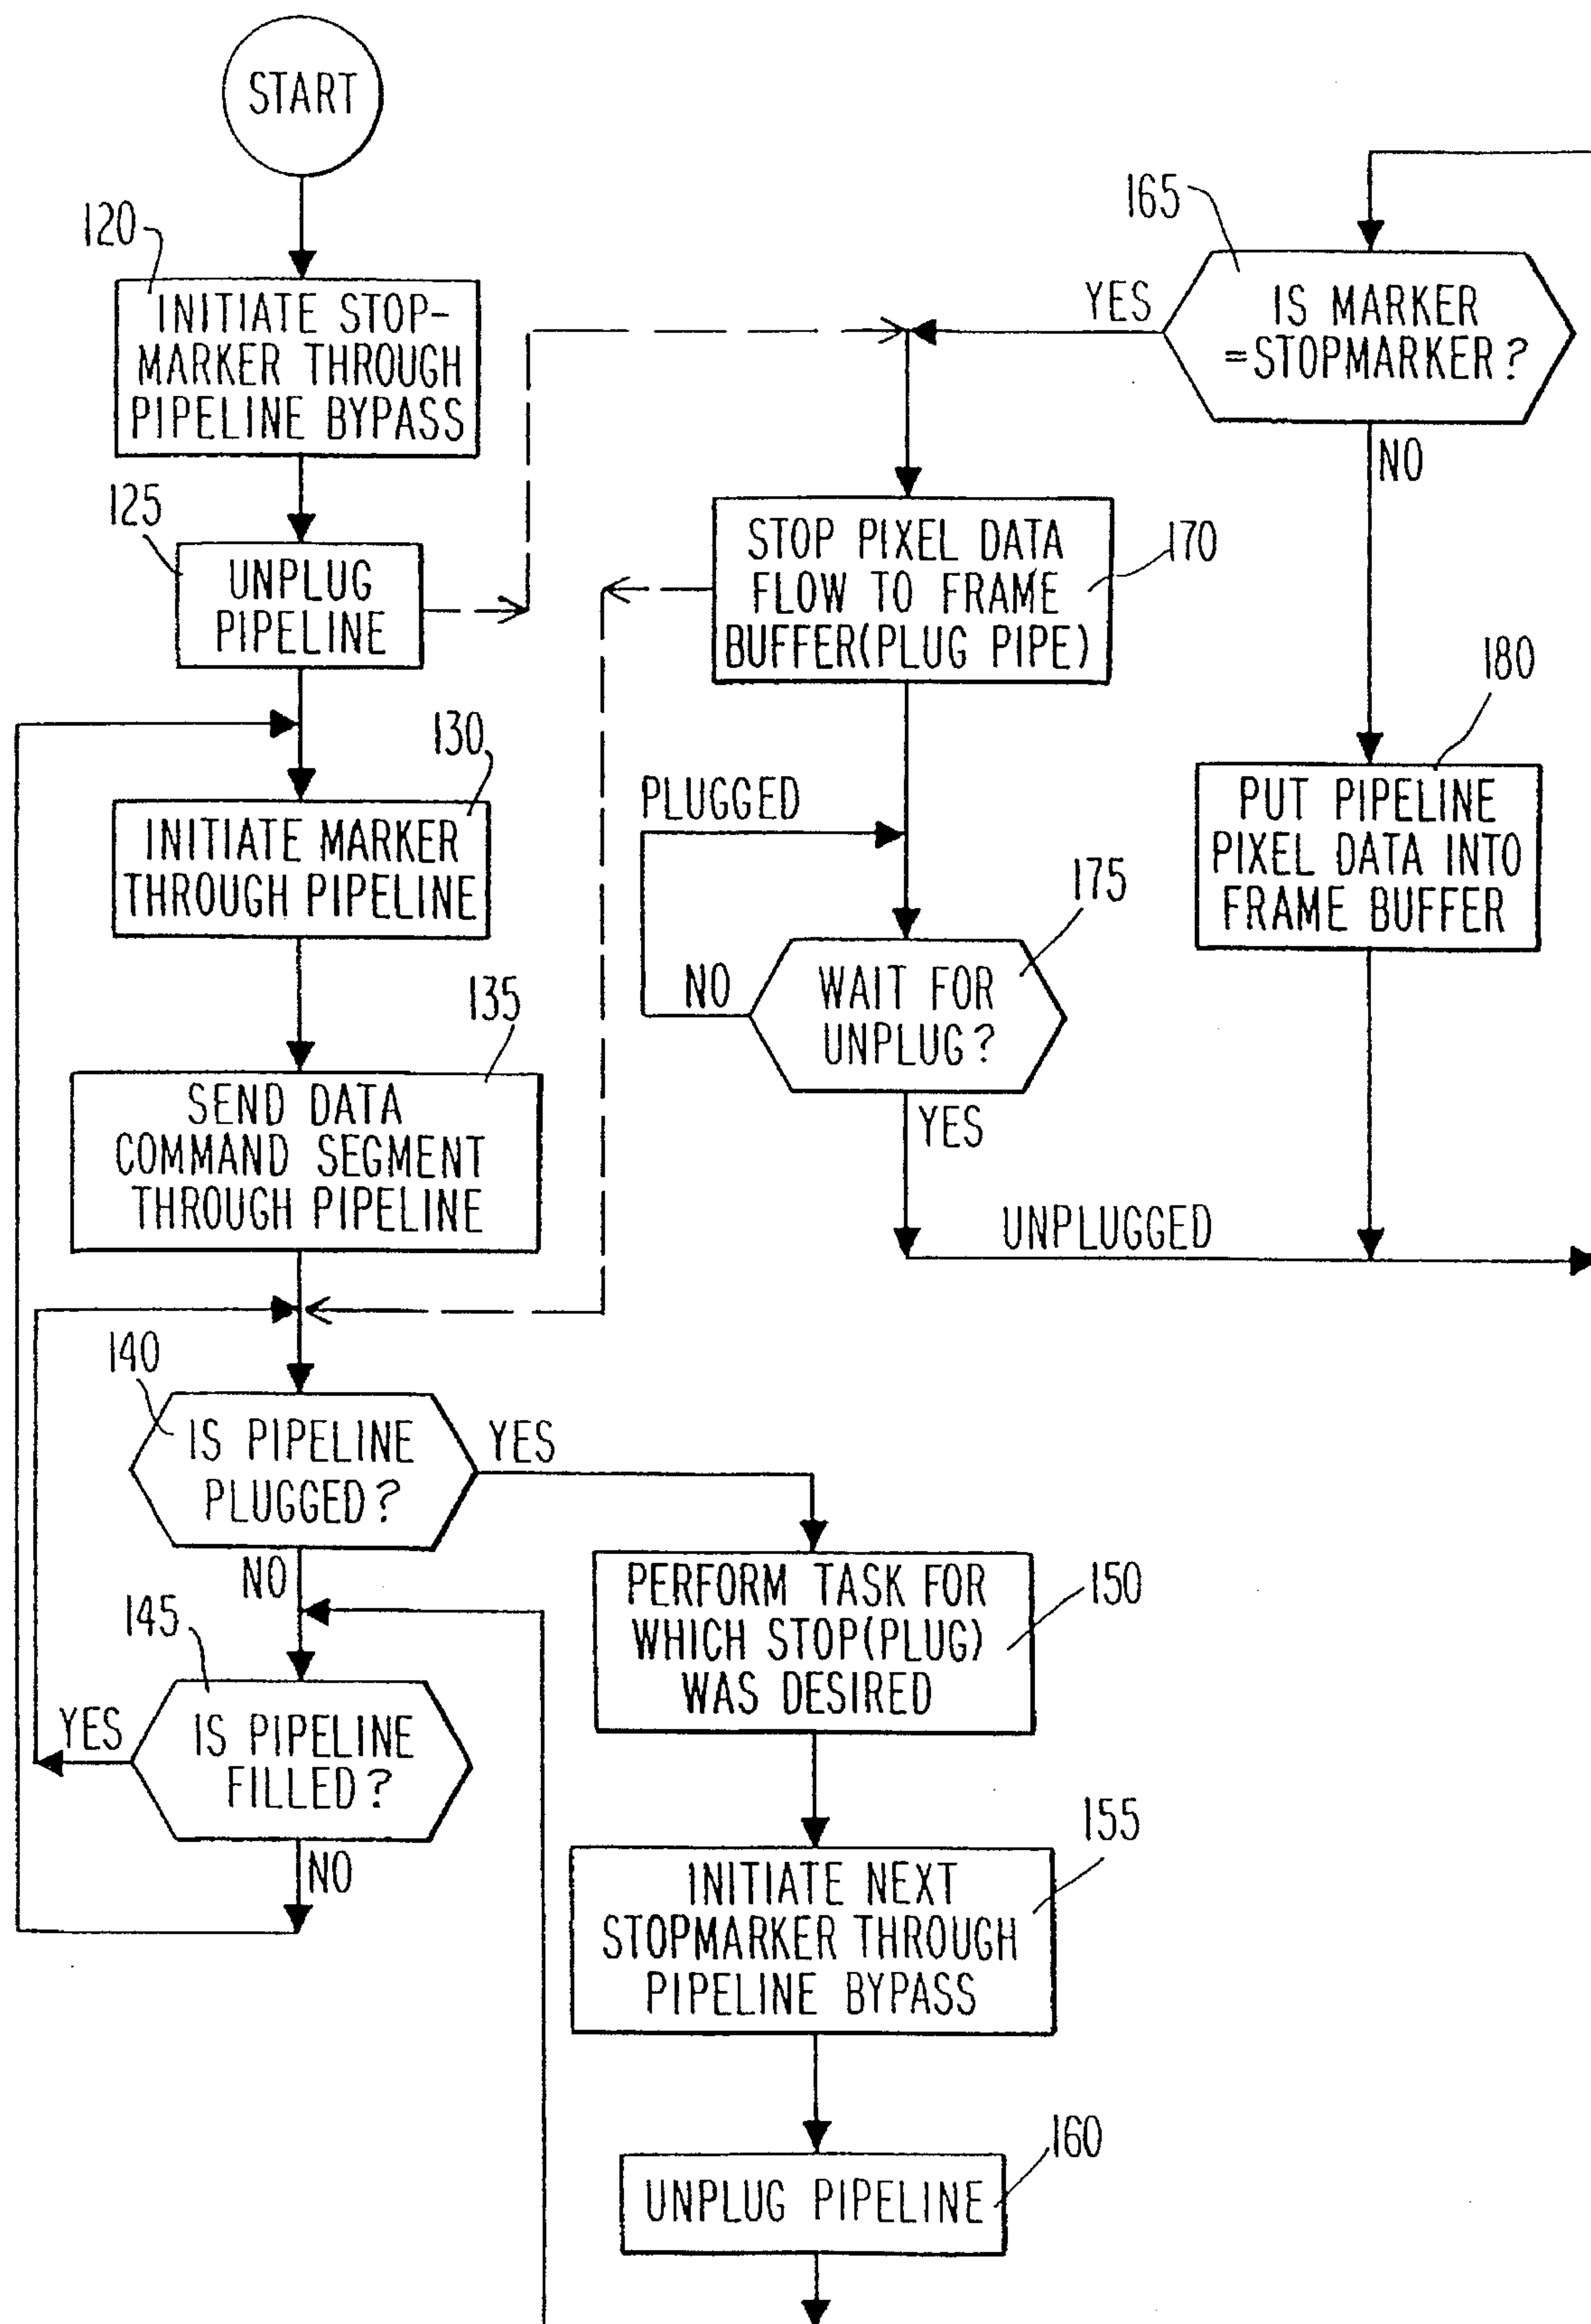 START
120
INITIATE STOP-
MARKER THROUGH
PIPELINE BYPASS
125
UNPLUG
PIPELINE
130
INITIATE MARKER
THROUGH PIPELINE
135
SEND DATA
COMMAND SEGMENT
THROUGH PIPELINE
140
IS PIPELINE
PLUGGED?
YES
NO
145
IS PIPELINE
FILLED?
YES
NO
150
PERFORM TASK FOR
WHICH STOP(PLUG)
WAS DESIRED
155
INITIATE NEXT
STOPMARKER THROUGH
PIPELINE BYPASS
160
UNPLUG PIPELINE
165
IS MARKER
=STOPMARKER?
YES
NO
170
STOP PIXEL DATA
FLOW TO FRAME
BUFFER(PLUG PIPE)
PLUGGED
175
WAIT FOR
UNPLUG?
NO
YES
UNPLUGGED
180
PUT PIPELINE
PIXEL DATA INTO
FRAME BUFFER